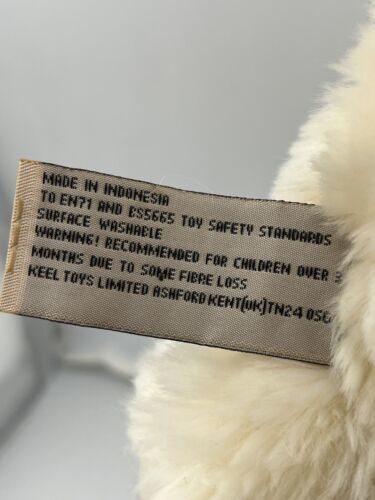 MADE IN INDONESIA
TO EN71 AND BS5665 TOY SAFETY STANDARDS
SURFACE WASHABLE
WARNING! RECOMMENDED FOR CHILDREN OVER 3
MONTHS DUE TO SOME FIBRE LOSS
KEEL TOYS LIMITED ASHFORD KENT(UK)TN24